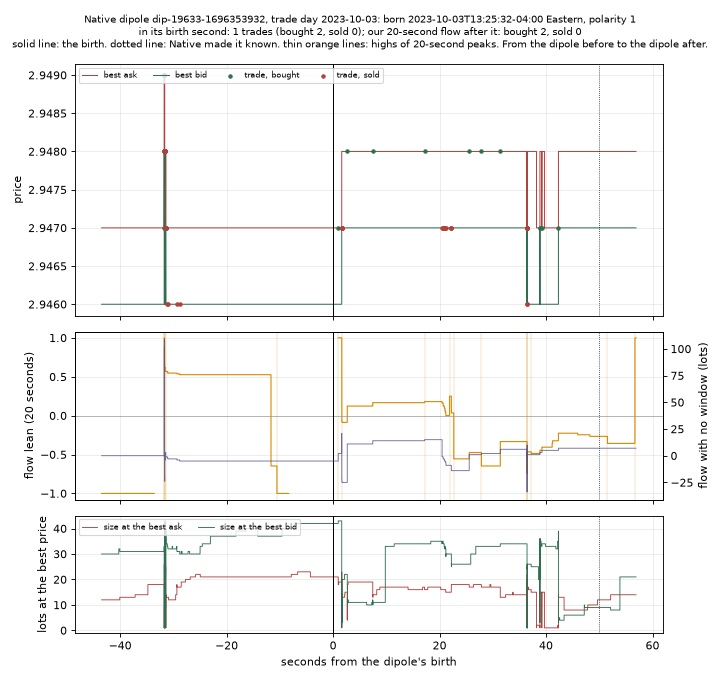 Native dipole dip-19633-1696353932, trade day 2023-10-03: born 2023-10-03T13:25:32-04:00 Eastern, polarity 1
in its birth second: 1 trades (bought 2, sold 0); our 20-second flow after it: bought 2, sold 0
solid line: the birth. dotted line: Native made it known. thin orange lines: highs of 20-second peaks. From the dipole before to the dipole after.
best ask best bid trade, bought trade, sold
2.9490
2.9485
2.9480
2.9475
2.9470
2.9465
2.9460
price
1.0
0.5
0.0
−0.5
−1.0
flow lean (20 seconds)
100
75
50
25
0
−25
flow with no window (lots)
size at the best ask size at the best bid
40
30
20
10
0
lots at the best price
−40 −20 0 20 40 60
seconds from the dipole's birth